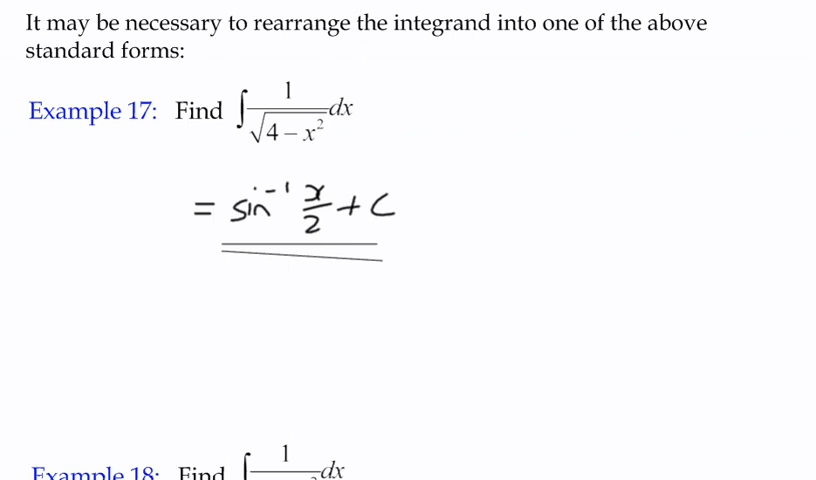 It may be necessary to rearrange the integrand into one of the above
standard forms:
Example 17: Find ∫ 1/√(4 − x²) dx
= sin⁻¹ x/2 + C
Example 18: Find ∫ 1 dx